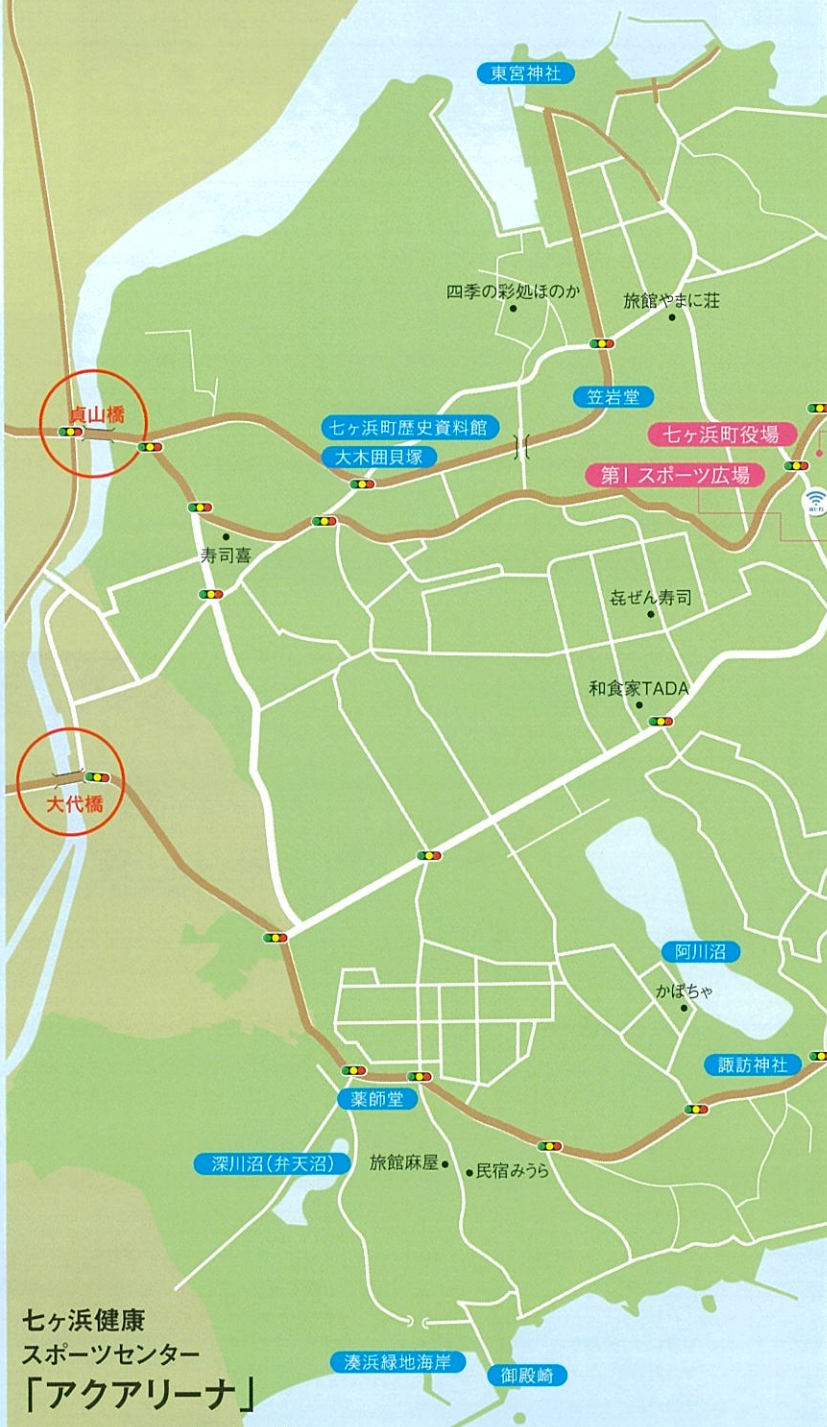 東宮神社
四季の彩処ほのか
旅館やまに荘
笠岩堂
貞山橋
七ヶ浜町歴史資料館
大木囲貝塚
七ヶ浜町役場
第1スポーツ広場
Wi-Fi
寿司喜
㐂ぜん寿司
和食家TADA
大代橋
阿川沼
かぼちゃ
諏訪神社
薬師堂
深川沼(弁天沼)
旅館麻屋
民宿みうら
七ヶ浜健康
スポーツセンター
「アクアリーナ」
湊浜緑地海岸
御殿崎